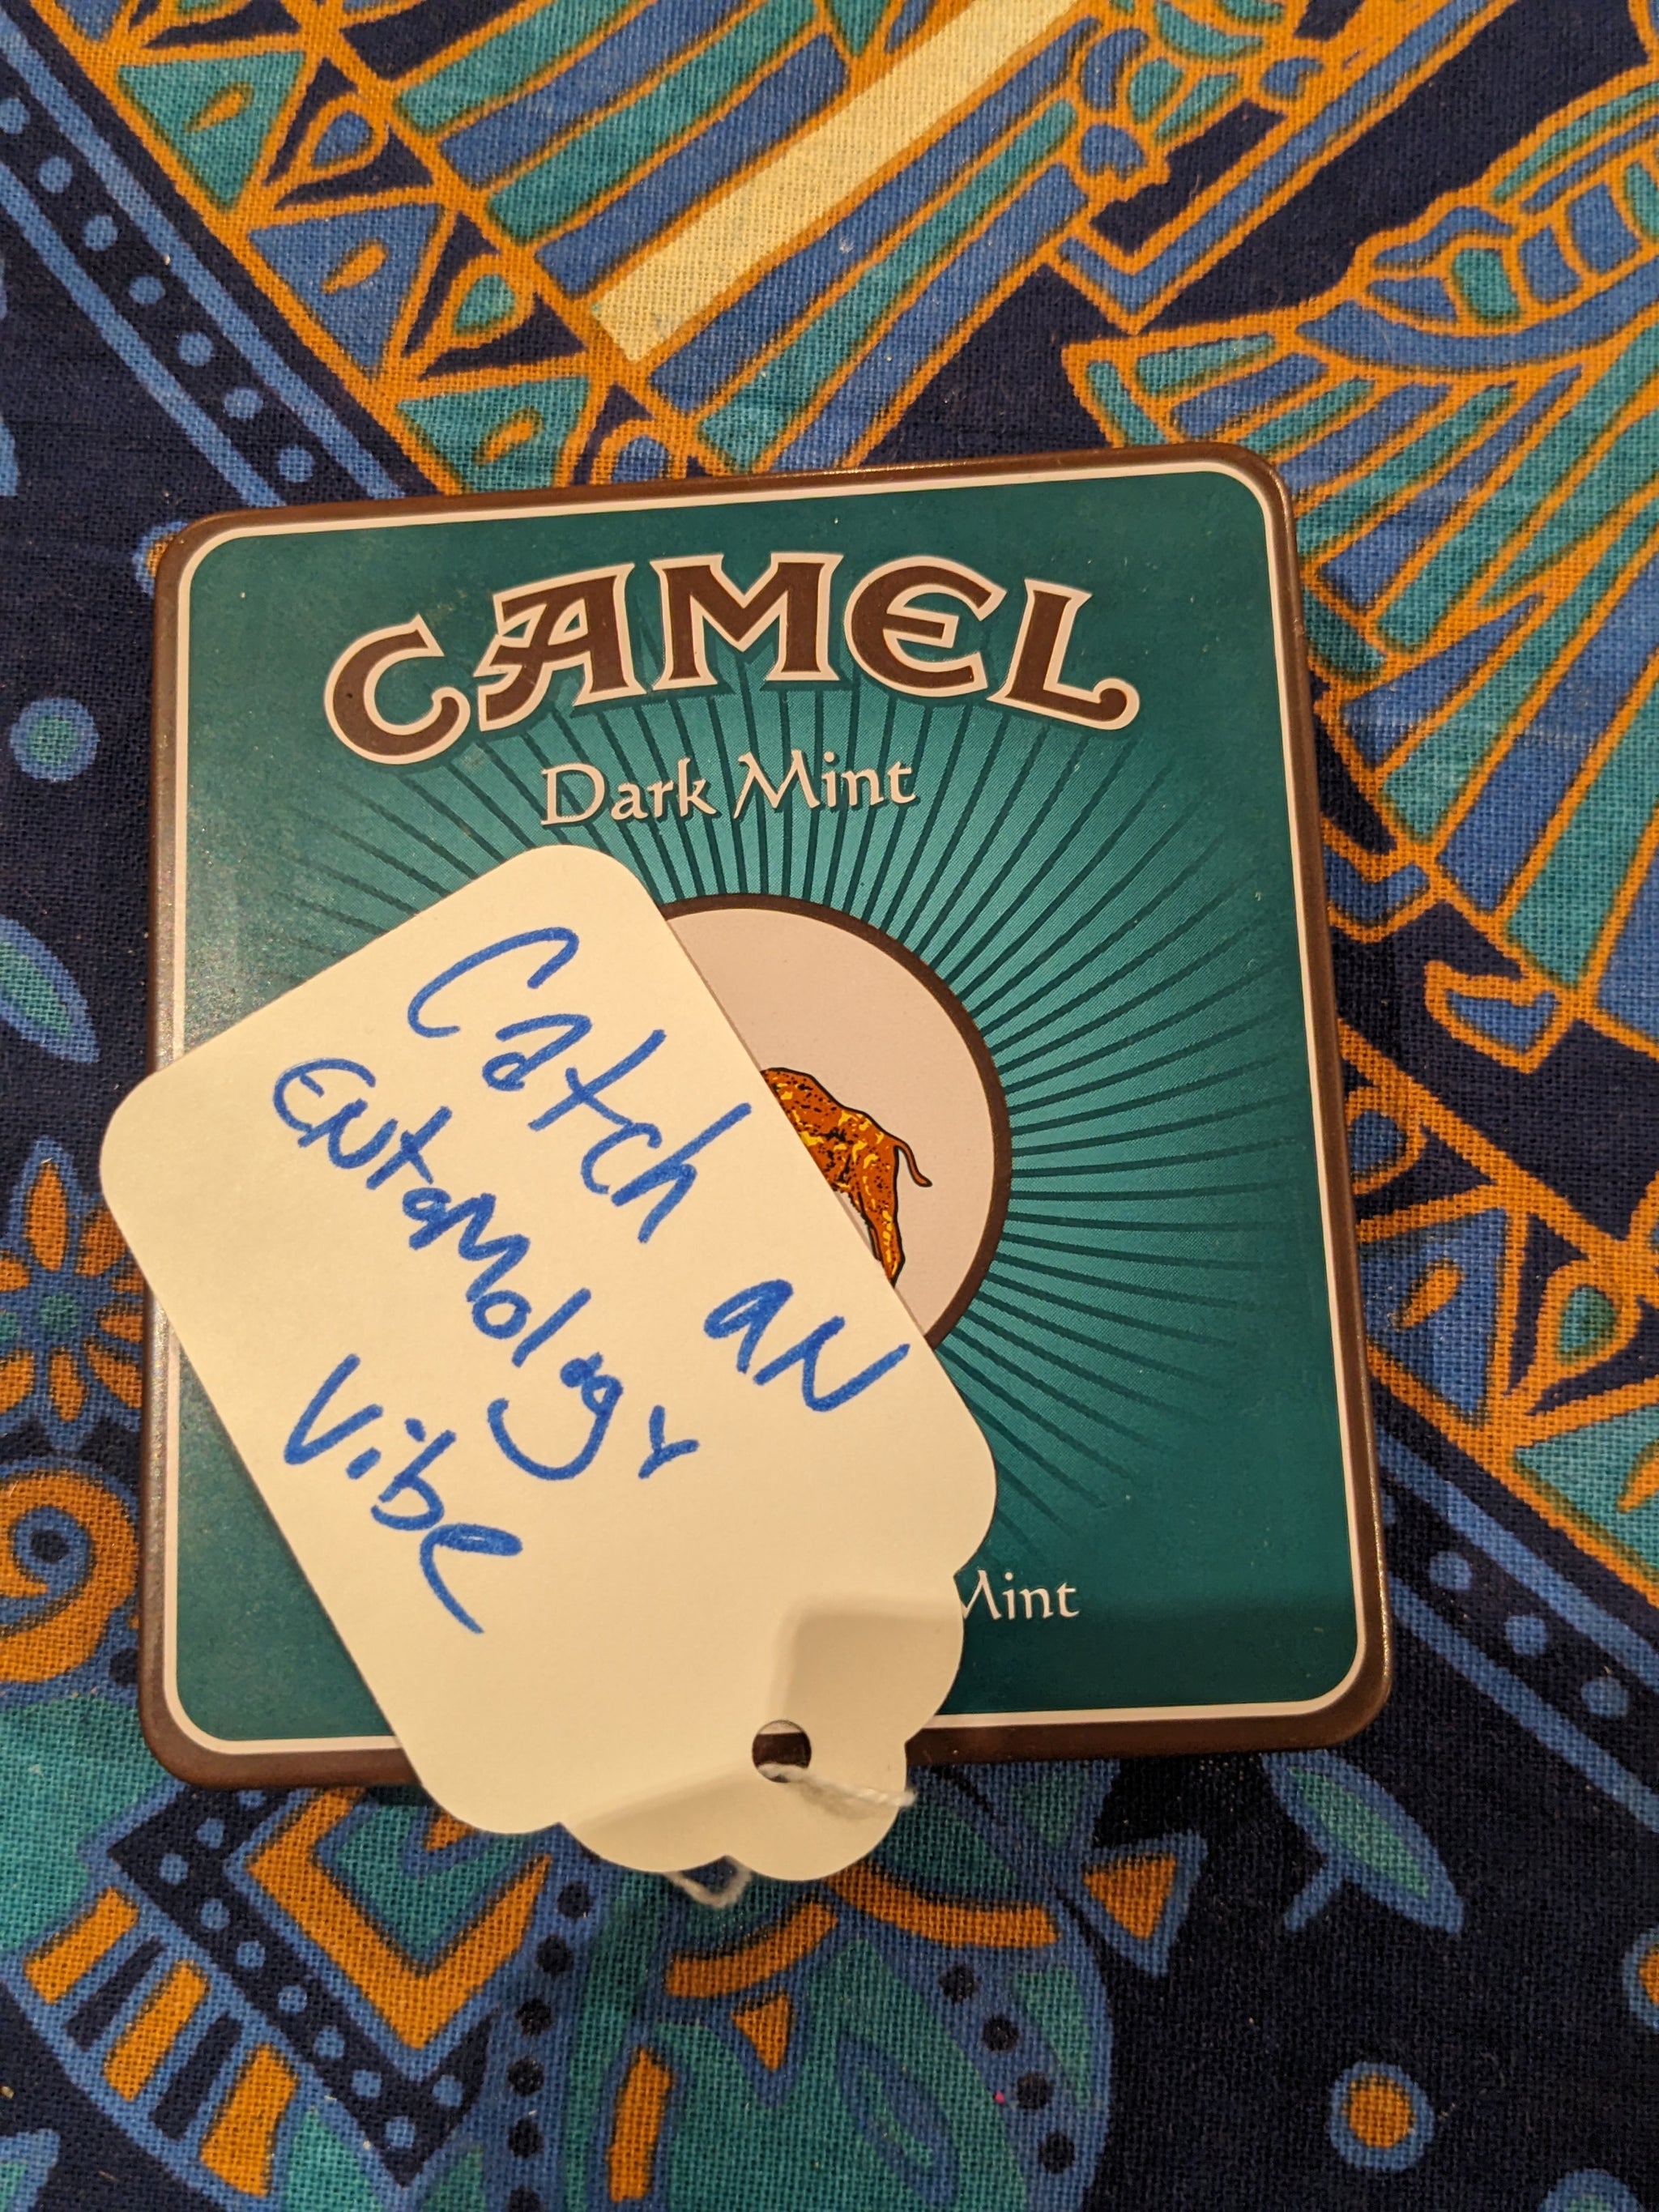 CAMEL
Dark Mint
Catch an
Entomology
Vibe
Mint